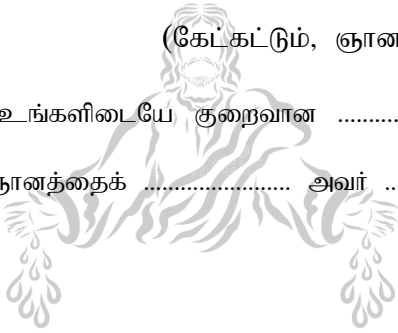 (கேட்கட்டும், ஞான
உங்களிடையே குறைவான ..........
ஞானத்தைக் ........................ அவர் ..